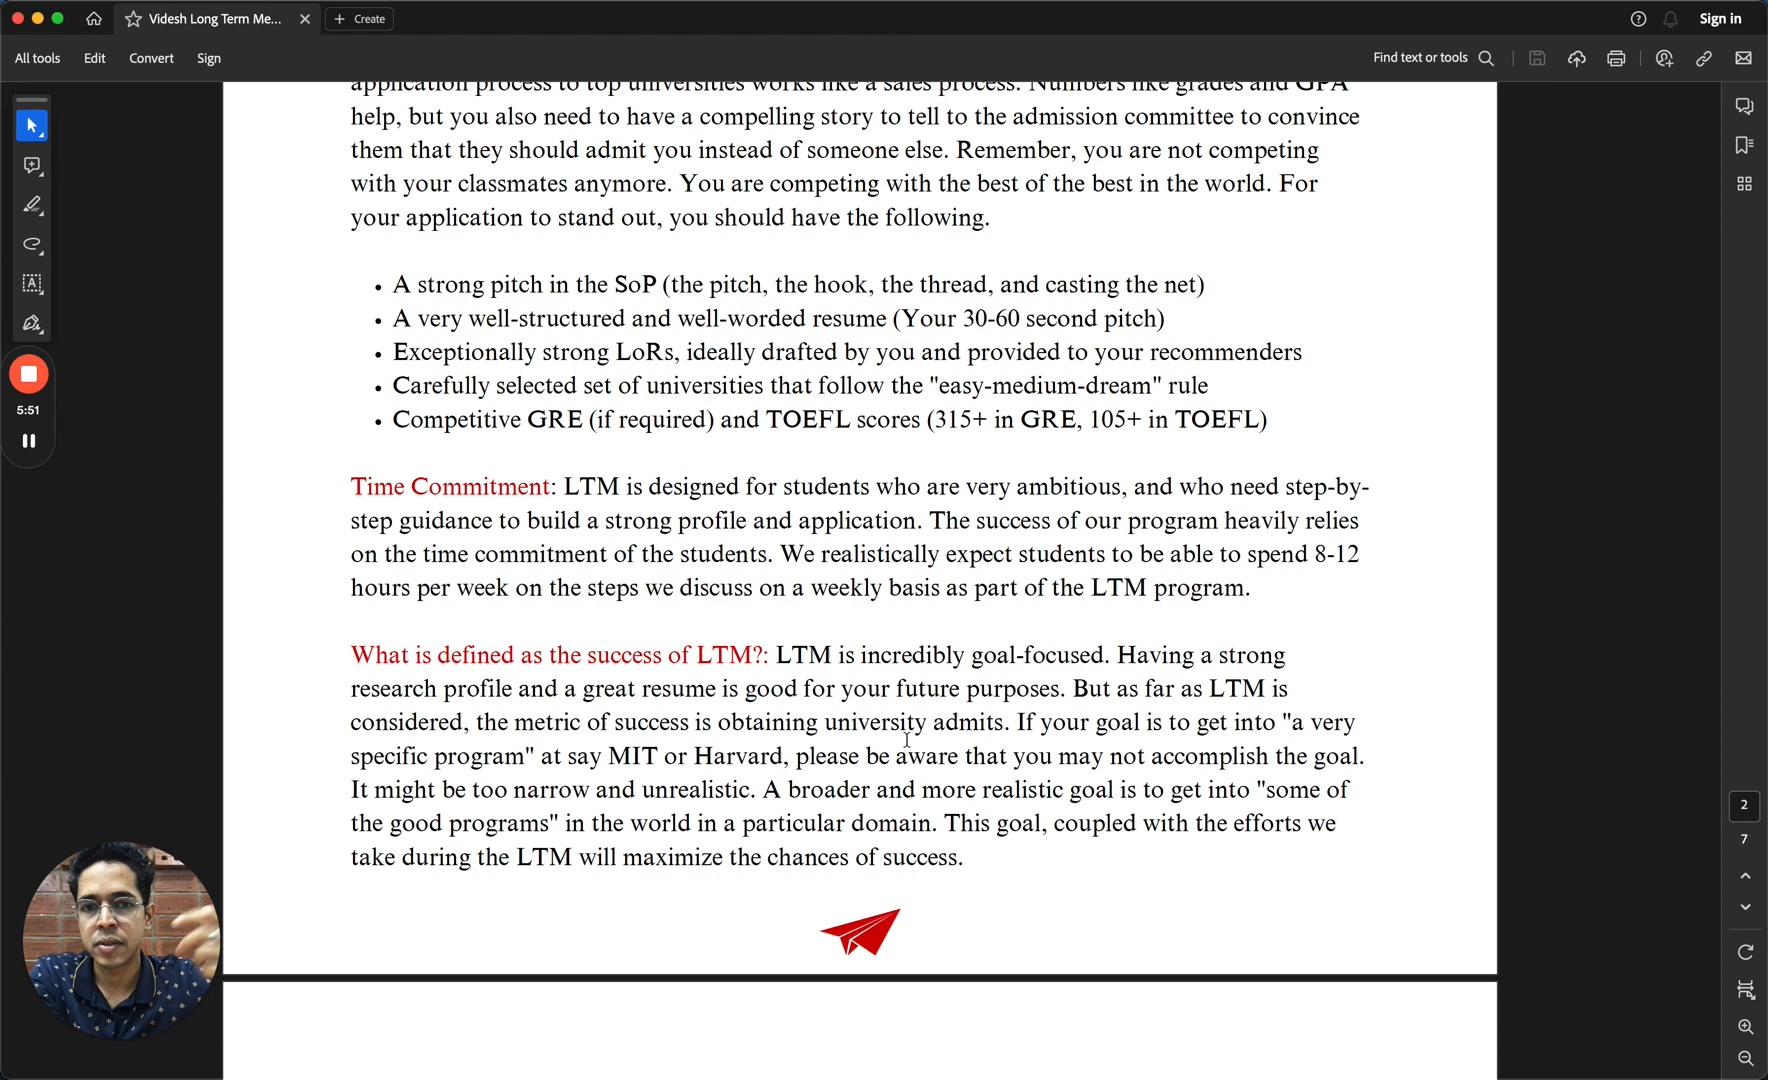 Videsh Long Term Me...
Create
Sign in
All tools
Edit
Convert
Sign
Find text or tools
application process to top universities works like a sales process. Numbers like grades and GPA
help, but you also need to have a compelling story to tell to the admission committee to convince
them that they should admit you instead of someone else. Remember, you are not competing
with your classmates anymore. You are competing with the best of the best in the world. For
your application to stand out, you should have the following.
• A strong pitch in the SoP (the pitch, the hook, the thread, and casting the net)
• A very well-structured and well-worded resume (Your 30-60 second pitch)
• Exceptionally strong LoRs, ideally drafted by you and provided to your recommenders
• Carefully selected set of universities that follow the "easy-medium-dream" rule
• Competitive GRE (if required) and TOEFL scores (315+ in GRE, 105+ in TOEFL)
5:51
Time Commitment: LTM is designed for students who are very ambitious, and who need step-by-
step guidance to build a strong profile and application. The success of our program heavily relies
on the time commitment of the students. We realistically expect students to be able to spend 8-12
hours per week on the steps we discuss on a weekly basis as part of the LTM program.
What is defined as the success of LTM?: LTM is incredibly goal-focused. Having a strong
research profile and a great resume is good for your future purposes. But as far as LTM is
considered, the metric of success is obtaining university admits. If your goal is to get into "a very
specific program" at say MIT or Harvard, please be aware that you may not accomplish the goal.
It might be too narrow and unrealistic. A broader and more realistic goal is to get into "some of
the good programs" in the world in a particular domain. This goal, coupled with the efforts we
take during the LTM will maximize the chances of success.
2
7